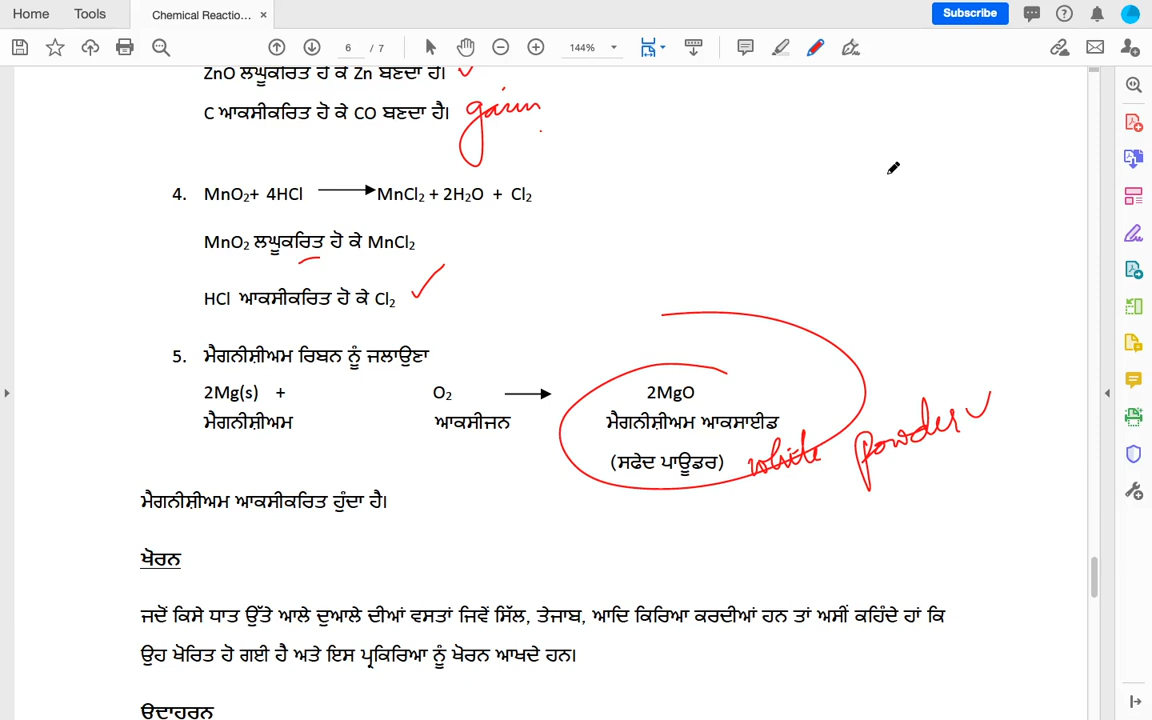 Home Tools Chemical Reactio... × Subscribe
6 / 7 144%
ZnO ਲਘੂਕਰਿਤ ਹੋ ਕੇ Zn ਬਣਦਾ ਹੈ।
C ਆਕਸੀਕਰਿਤ ਹੋ ਕੇ CO ਬਣਦਾ ਹੈ।
4. MnO₂+ 4HCl ⟶ MnCl₂ + 2H₂O + Cl₂
MnO₂ ਲਘੂਕਰਿਤ ਹੋ ਕੇ MnCl₂
HCl ਆਕਸੀਕਰਿਤ ਹੋ ਕੇ Cl₂
5. ਮੈਗਨੀਸ਼ੀਅਮ ਰਿਬਨ ਨੂੰ ਜਲਾਉਣਾ
2Mg(s) + O₂ ⟶ 2MgO
ਮੈਗਨੀਸ਼ੀਅਮ ਆਕਸੀਜਨ ਮੈਗਨੀਸ਼ੀਅਮ ਆਕਸਾਈਡ
(ਸਫੇਦ ਪਾਊਡਰ) white powder
ਮੈਗਨੀਸ਼ੀਅਮ ਆਕਸੀਕਰਿਤ ਹੁੰਦਾ ਹੈ।
ਖੋਰਨ
ਜਦੋਂ ਕਿਸੇ ਧਾਤ ਉੱਤੇ ਆਲੇ ਦੁਆਲੇ ਦੀਆਂ ਵਸਤਾਂ ਜਿਵੇਂ ਸਿੱਲ, ਤੇਜਾਬ, ਆਦਿ ਕਿਰਿਆ ਕਰਦੀਆਂ ਹਨ ਤਾਂ ਅਸੀਂ ਕਹਿੰਦੇ ਹਾਂ ਕਿ
ਉਹ ਖੋਰਿਤ ਹੋ ਗਈ ਹੈ ਅਤੇ ਇਸ ਪ੍ਰਕਿਰਿਆ ਨੂੰ ਖੋਰਨ ਆਖਦੇ ਹਨ।
ਉਦਾਹਰਨ